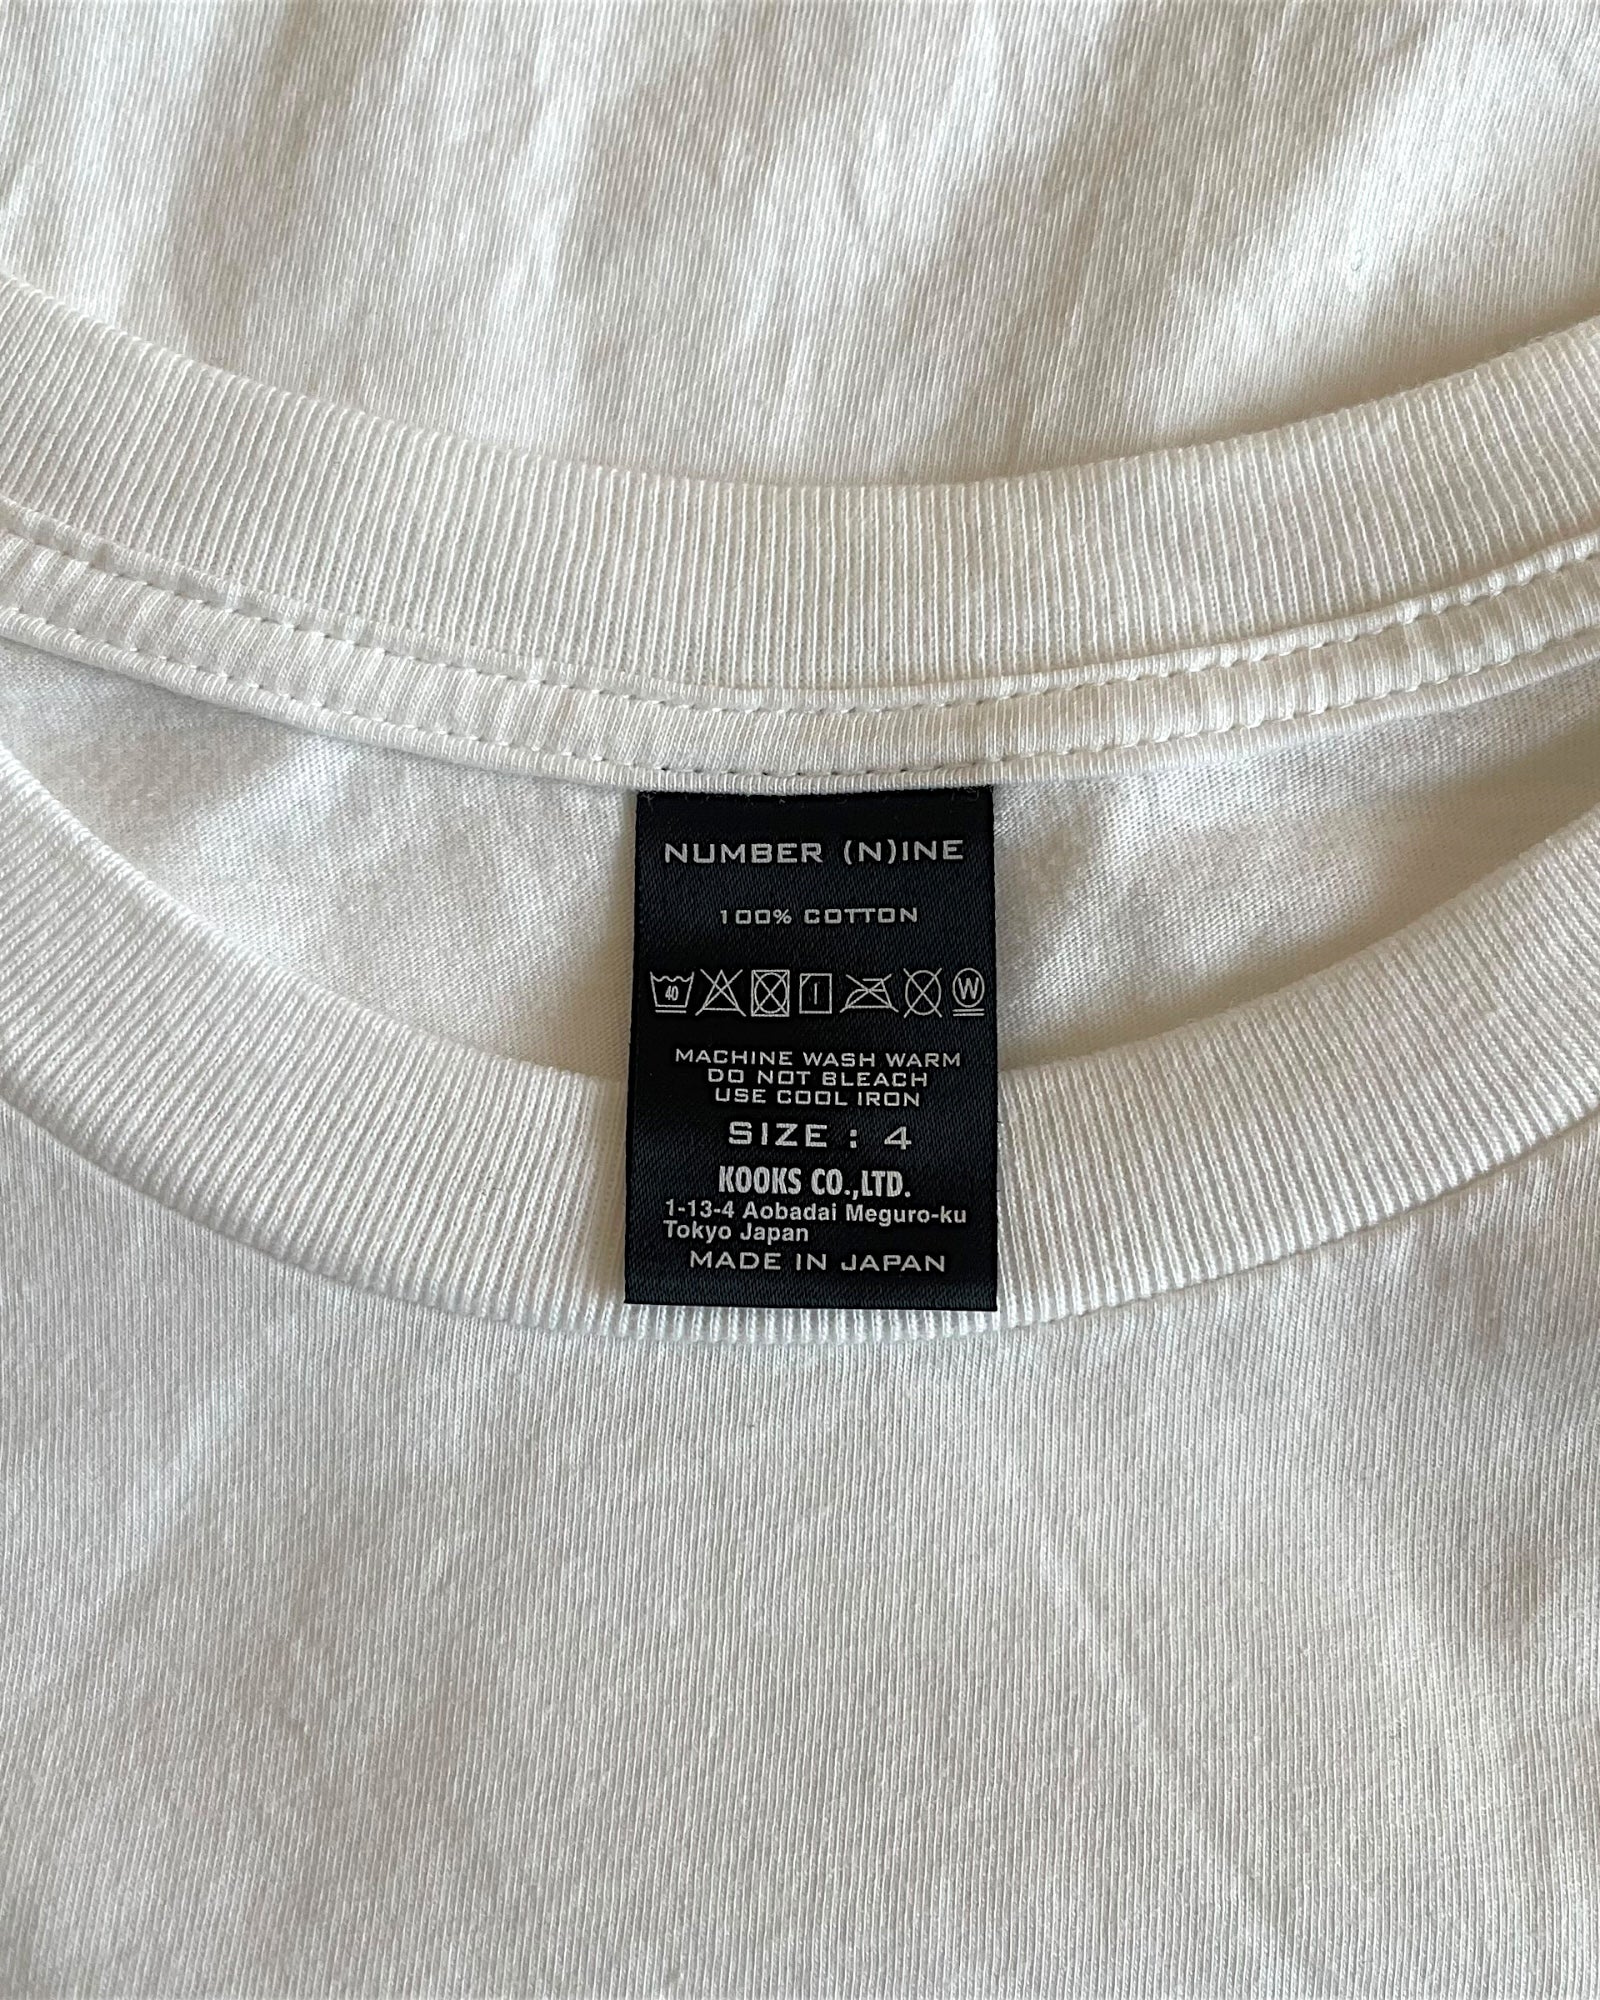 NUMBER (N)INE
100% COTTON
40 W
MACHINE WASH WARM
DO NOT BLEACH
USE COOL IRON
SIZE : 4
KOOKS CO.,LTD.
1-13-4 Aobadai Meguro-ku
Tokyo Japan
MADE IN JAPAN